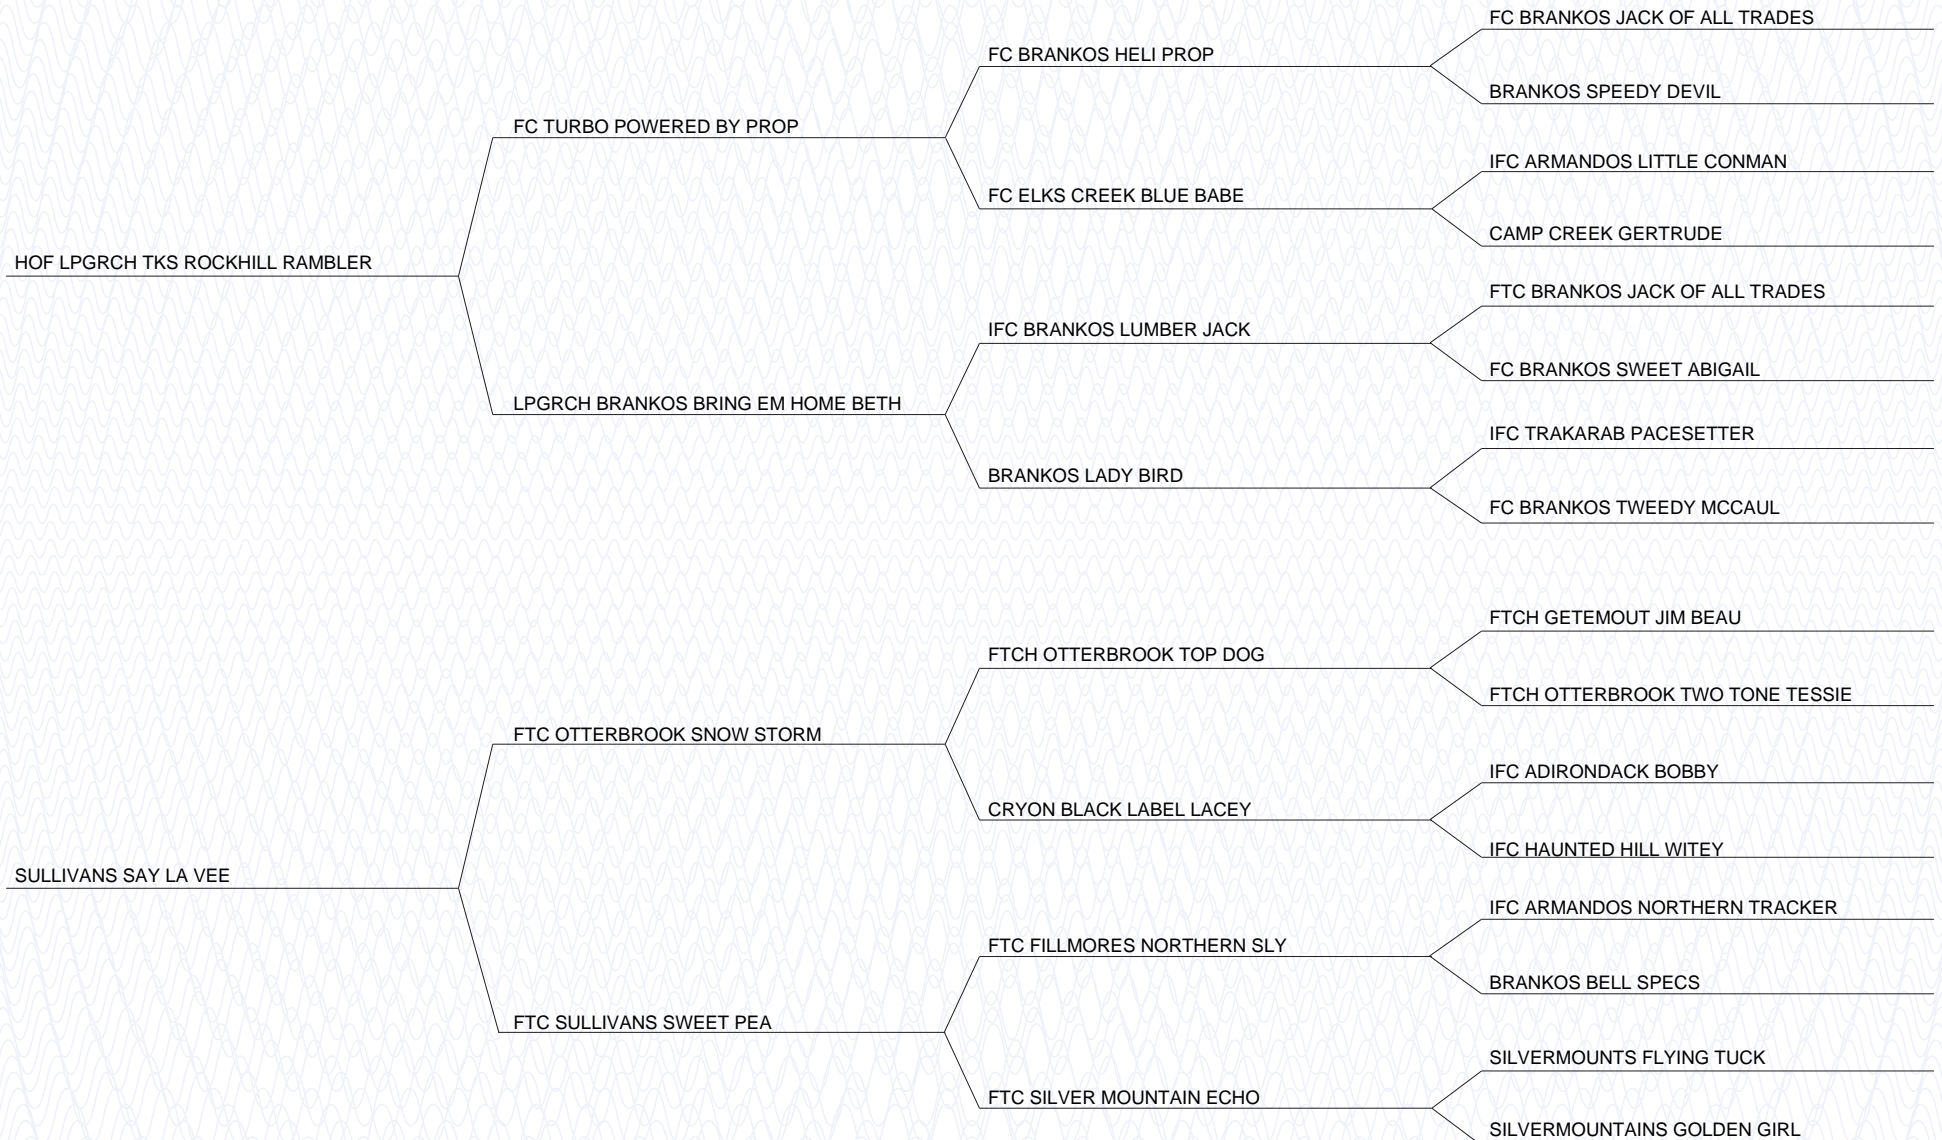 FC BRANKOS JACK OF ALL TRADES
FC BRANKOS HELI PROP
BRANKOS SPEEDY DEVIL
FC TURBO POWERED BY PROP
IFC ARMANDOS LITTLE CONMAN
FC ELKS CREEK BLUE BABE
CAMP CREEK GERTRUDE
HOF LPGRCH TKS ROCKHILL RAMBLER
FTC BRANKOS JACK OF ALL TRADES
IFC BRANKOS LUMBER JACK
FC BRANKOS SWEET ABIGAIL
LPGRCH BRANKOS BRING EM HOME BETH
IFC TRAKARAB PACESETTER
BRANKOS LADY BIRD
FC BRANKOS TWEEDY MCCAUL
FTCH GETEMOUT JIM BEAU
FTCH OTTERBROOK TOP DOG
FTCH OTTERBROOK TWO TONE TESSIE
FTC OTTERBROOK SNOW STORM
IFC ADIRONDACK BOBBY
CRYON BLACK LABEL LACEY
IFC HAUNTED HILL WITEY
SULLIVANS SAY LA VEE
IFC ARMANDOS NORTHERN TRACKER
FTC FILLMORES NORTHERN SLY
BRANKOS BELL SPECS
FTC SULLIVANS SWEET PEA
SILVERMOUNTS FLYING TUCK
FTC SILVER MOUNTAIN ECHO
SILVERMOUNTAINS GOLDEN GIRL